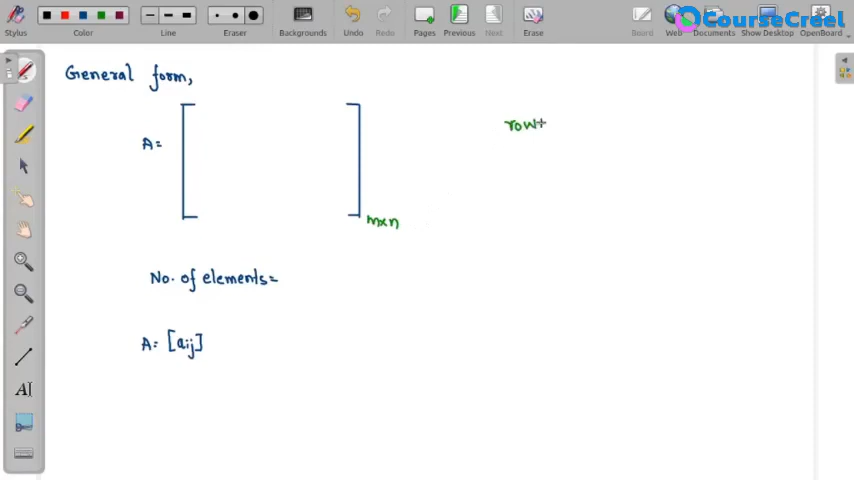 Stylus Color Line Eraser Backgrounds Undo Redo Pages Previous Next Erase Board Web Documents Show Desktop OpenBoard
CourseCreel
General form,
A=
row
mxn
No. of elements=
A= [aij]